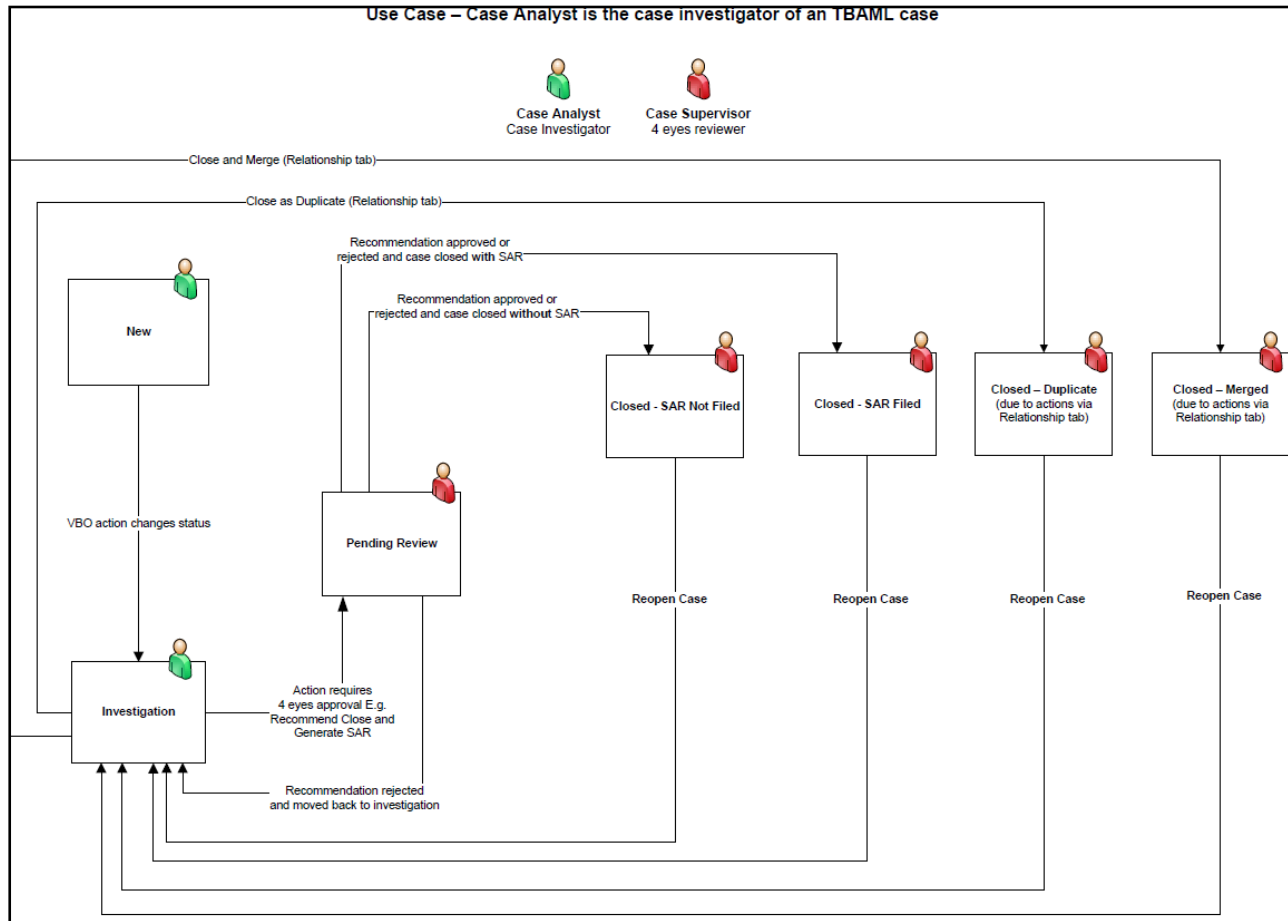 Use Case – Case Analyst is the case investigator of an TBAML case
Case Analyst
Case Investigator
Case Supervisor
4 eyes reviewer
Close and Merge (Relationship tab)
Close as Duplicate (Relationship tab)
Recommendation approved or
rejected and case closed with SAR
Recommendation approved or
rejected and case closed without SAR
New
Closed - SAR Not Filed
Closed - SAR Filed
Closed – Duplicate
(due to actions via
Relationship tab)
Closed – Merged
(due to actions via
Relationship tab)
VBO action changes status
Pending Review
Reopen Case
Reopen Case
Reopen Case
Reopen Case
Investigation
Action requires
4 eyes approval E.g.
Recommend Close and
Generate SAR
Recommendation rejected
and moved back to investigation